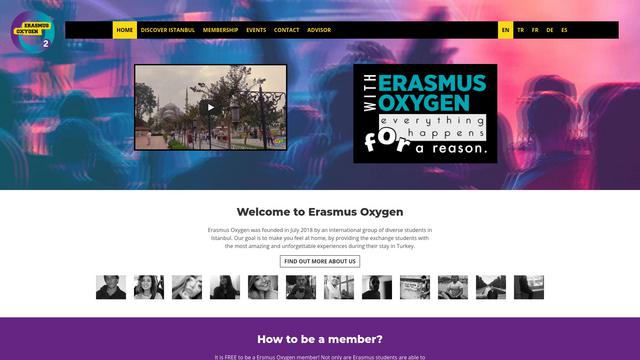 ERASMUS
OXYGEN
2
HOME DISCOVER ISTANBUL MEMBERSHIP EVENTS CONTACT ADVISOR EN TR FR DE ES
WITH ERASMUS
OXYGEN
everything
happens
for a reason.
Welcome to Erasmus Oxygen
Erasmus Oxygen was founded in July 2018 by an international group of diverse students in
Istanbul. Our goal is to make you feel at home, by providing the exchange students with
the most amazing and unforgettable experiences during their stay in Turkey.
FIND OUT MORE ABOUT US
How to be a member?
It is FREE to be a Ersmus Oxygen member! Not only are Erasmus students are able to